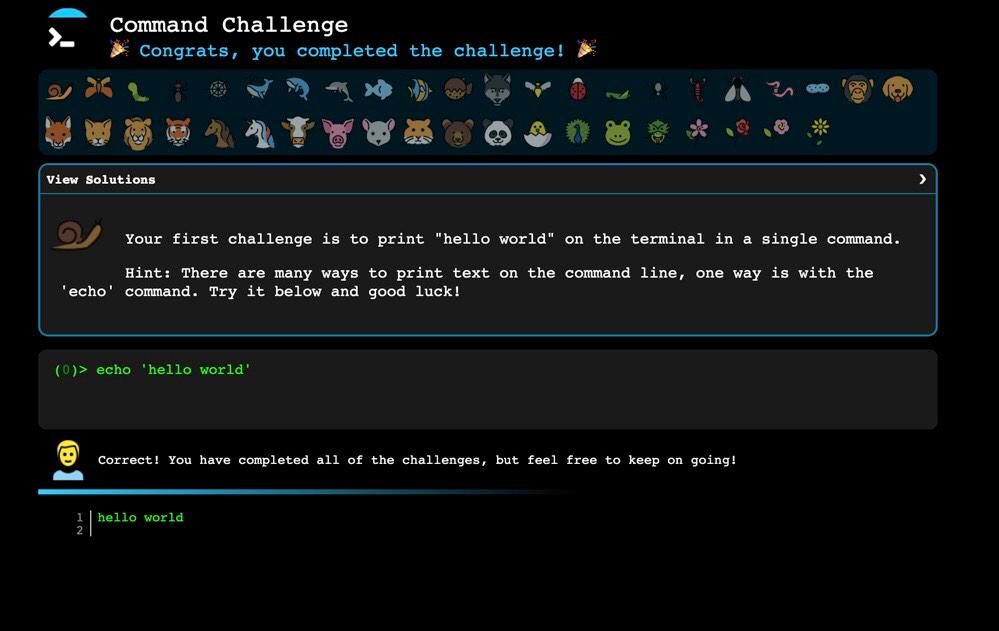 Command Challenge
🎉 Congrats, you completed the challenge! 🎉
View Solutions ❯
Your first challenge is to print "hello world" on the terminal in a single command.
Hint: There are many ways to print text on the command line, one way is with the
'echo' command. Try it below and good luck!
(0)> echo 'hello world'
Correct! You have completed all of the challenges, but feel free to keep on going!
1 hello world
2